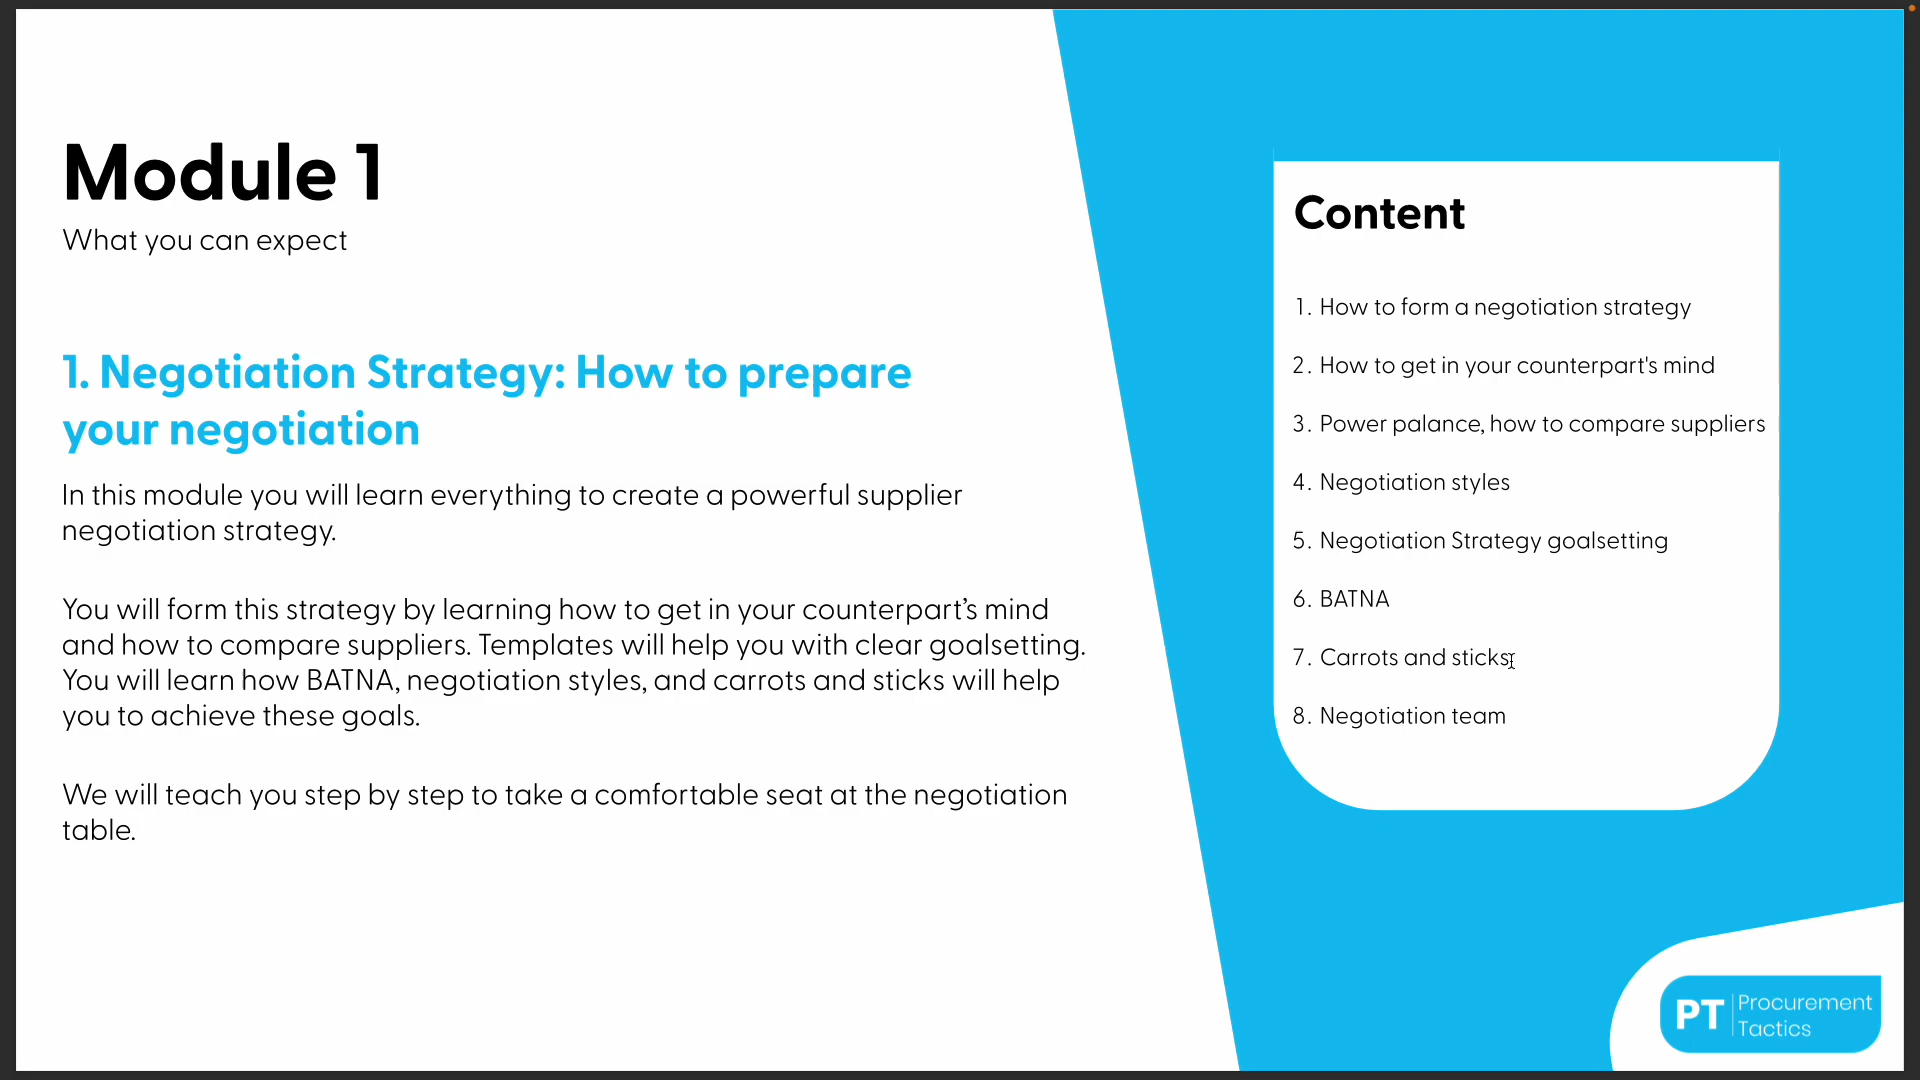 Module 1
What you can expect
1. Negotiation Strategy: How to prepare
your negotiation
In this module you will learn everything to create a powerful supplier
negotiation strategy.
You will form this strategy by learning how to get in your counterpart’s mind
and how to compare suppliers. Templates will help you with clear goalsetting.
You will learn how BATNA, negotiation styles, and carrots and sticks will help
you to achieve these goals.
We will teach you step by step to take a comfortable seat at the negotiation
table.
Content
1. How to form a negotiation strategy
2. How to get in your counterpart's mind
3. Power palance, how to compare suppliers
4. Negotiation styles
5. Negotiation Strategy goalsetting
6. BATNA
7. Carrots and sticks
8. Negotiation team
PT Procurement
Tactics